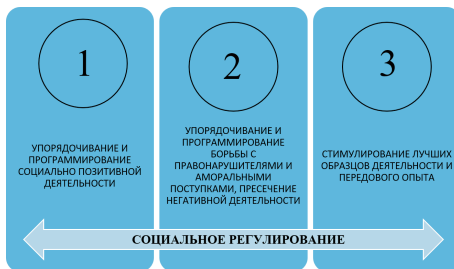 1
УПОРЯДОЧИВАНИЕ И
ПРОГРАММИРОВАНИЕ
СОЦИАЛЬНО ПОЗИТИВНОЙ
ДЕЯТЕЛЬНОСТИ
2
УПОРЯДОЧИВАНИЕ И
ПРОГРАММИРОВАНИЕ
БОРЬБЫ С
ПРАВОНАРУШИТЕЛЯМИ И
АМОРАЛЬНЫМИ
ПОСТУПКАМИ, ПРЕСЕЧЕНИЕ
НЕГАТИВНОЙ ДЕЯТЕЛЬНОСТИ
3
СТИМУЛИРОВАНИЕ ЛУЧШИХ
ОБРАЗЦОВ ДЕЯТЕЛЬНОСТИ И
ПЕРЕДОВОГО ОПЫТА
СОЦИАЛЬНОЕ РЕГУЛИРОВАНИЕ